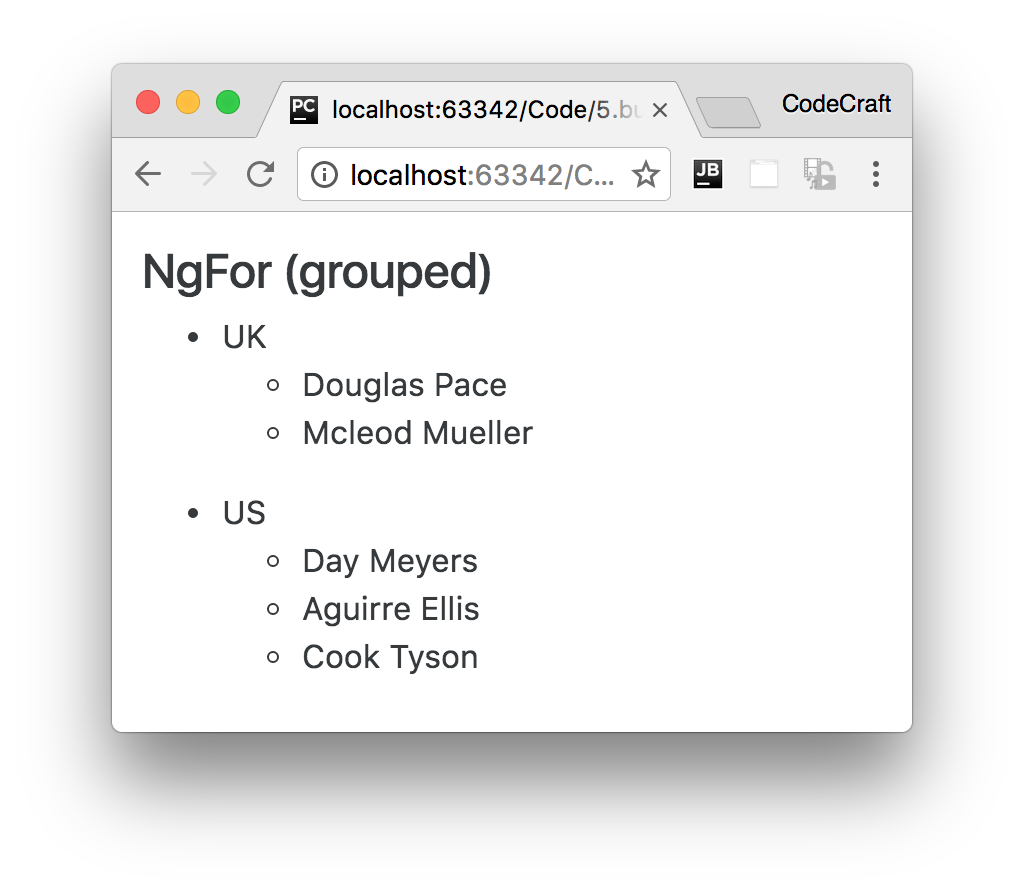 PC localhost:63342/Code/5.bu
CodeCraft
localhost:63342/C... JB
NgFor (grouped)
UK
Douglas Pace
Mcleod Mueller
US
Day Meyers
Aguirre Ellis
Cook Tyson